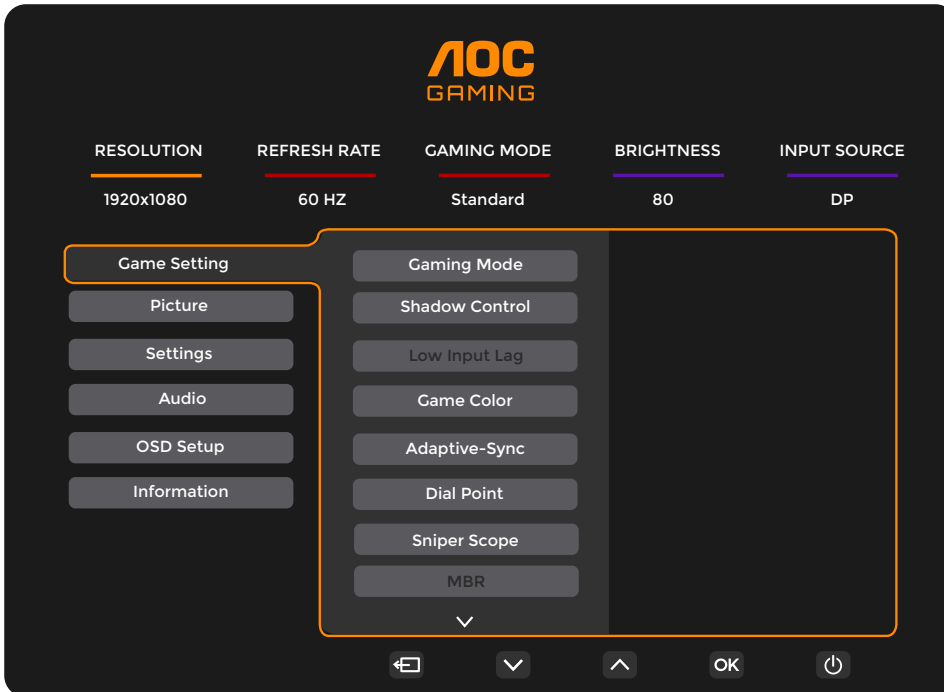 AOC
GAMING
RESOLUTION REFRESH RATE GAMING MODE BRIGHTNESS INPUT SOURCE
1920x1080 60 HZ Standard 80 DP
Game Setting
Picture
Settings
Audio
OSD Setup
Information
Gaming Mode
Shadow Control
Low Input Lag
Game Color
Adaptive-Sync
Dial Point
Sniper Scope
MBR
OK